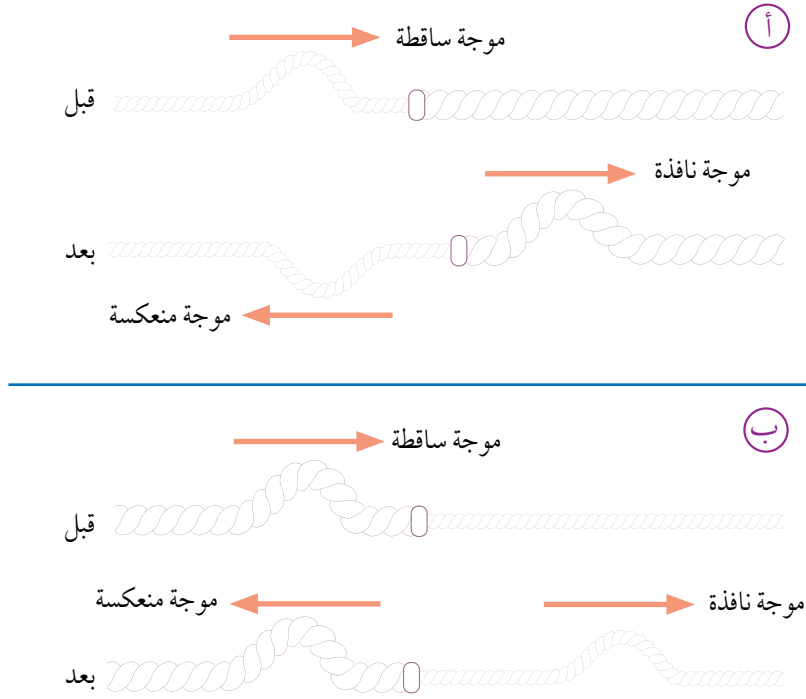 أ
موجة ساقطة
قبل
موجة نافذة
بعد
موجة منعكسة
ب
موجة ساقطة
قبل
موجة نافذة
موجة منعكسة
بعد